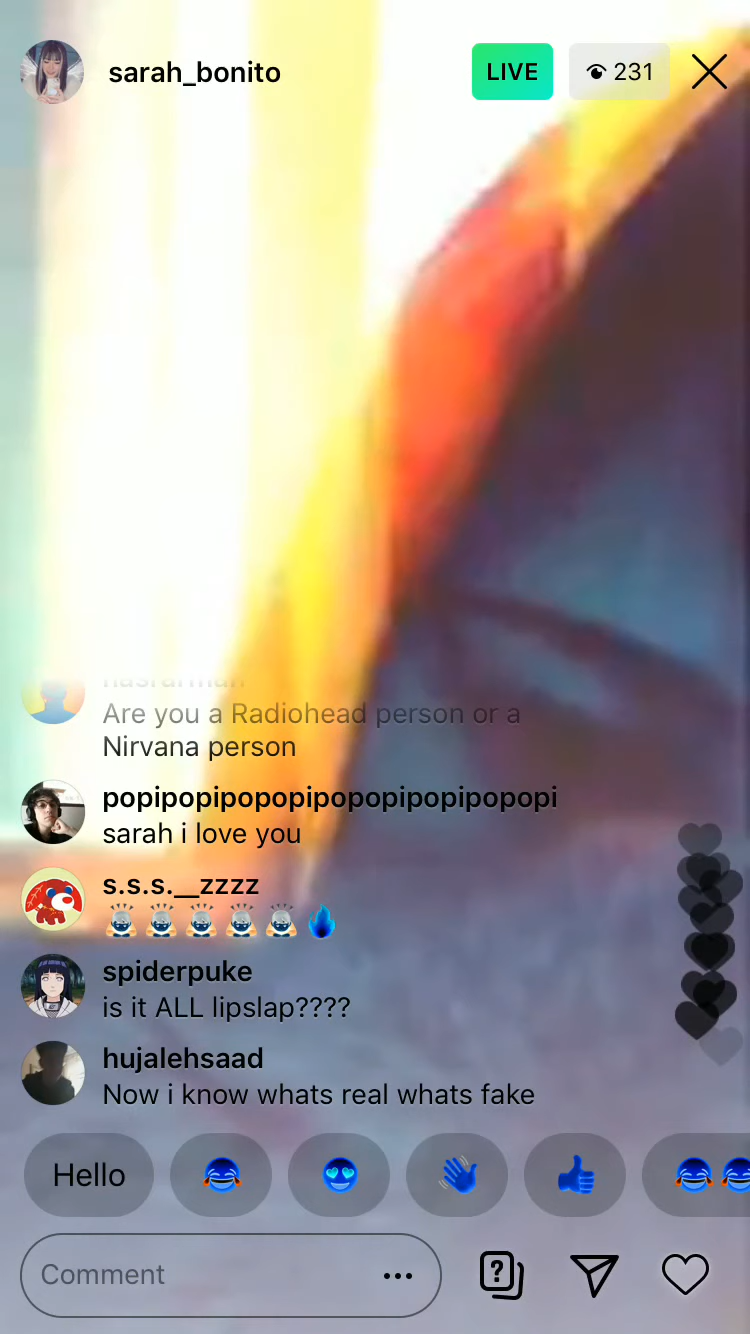 sarah_bonito
LIVE
231
Are you a Radiohead person or a
Nirvana person
popipopipopopipopopipopipopopi
sarah i love you
s.s.s.__zzzz
spiderpuke
is it ALL lipslap????
hujalehsaad
Now i know whats real whats fake
Hello
Comment